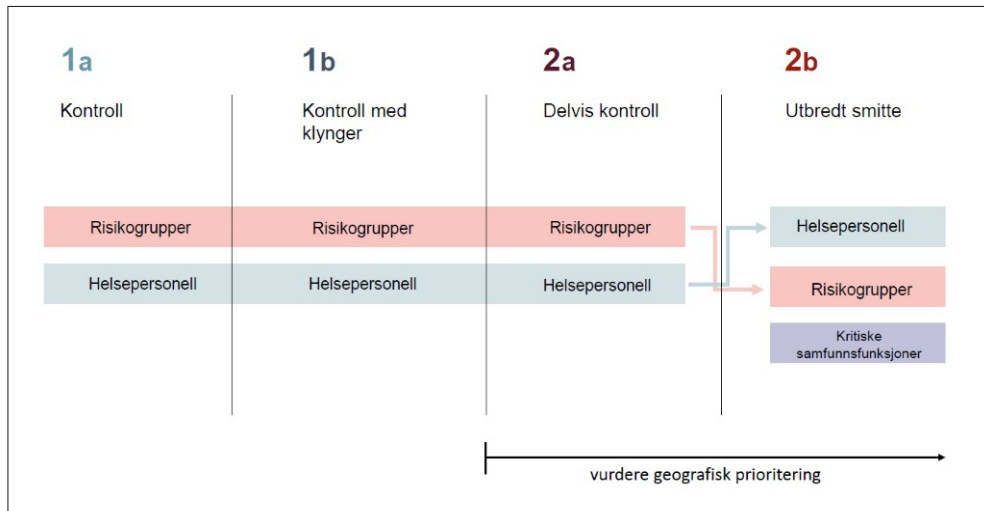 1a
1b
2a
2b
Kontroll
Kontroll med
klynger
Delvis kontroll
Utbredt smitte
Risikogrupper
Risikogrupper
Risikogrupper
Helsepersonell
Helsepersonell
Helsepersonell
Helsepersonell
Risikogrupper
Kritiske
samfunnsfunksjoner
vurdere geografisk prioritering